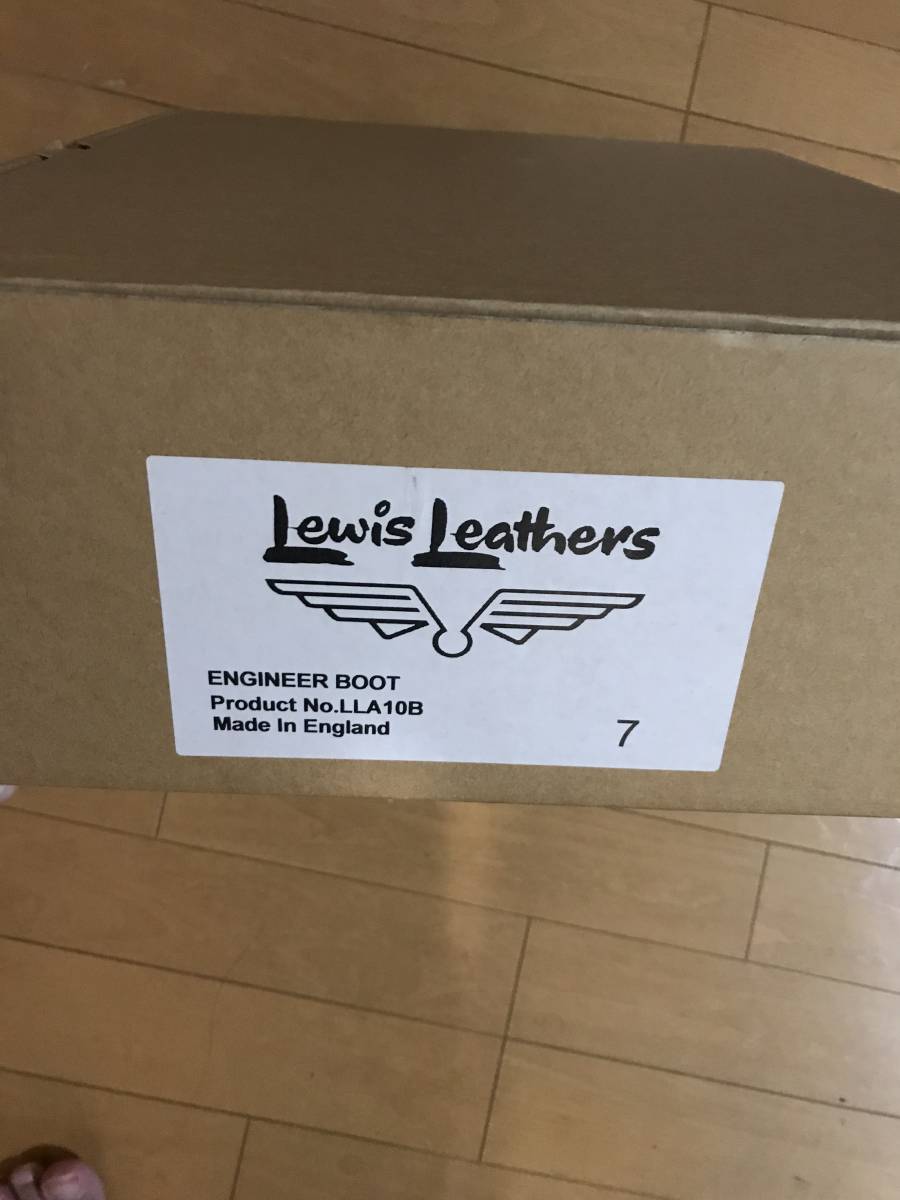 Lewis Leathers
ENGINEER BOOT
Product No.LLA10B
Made In England
7